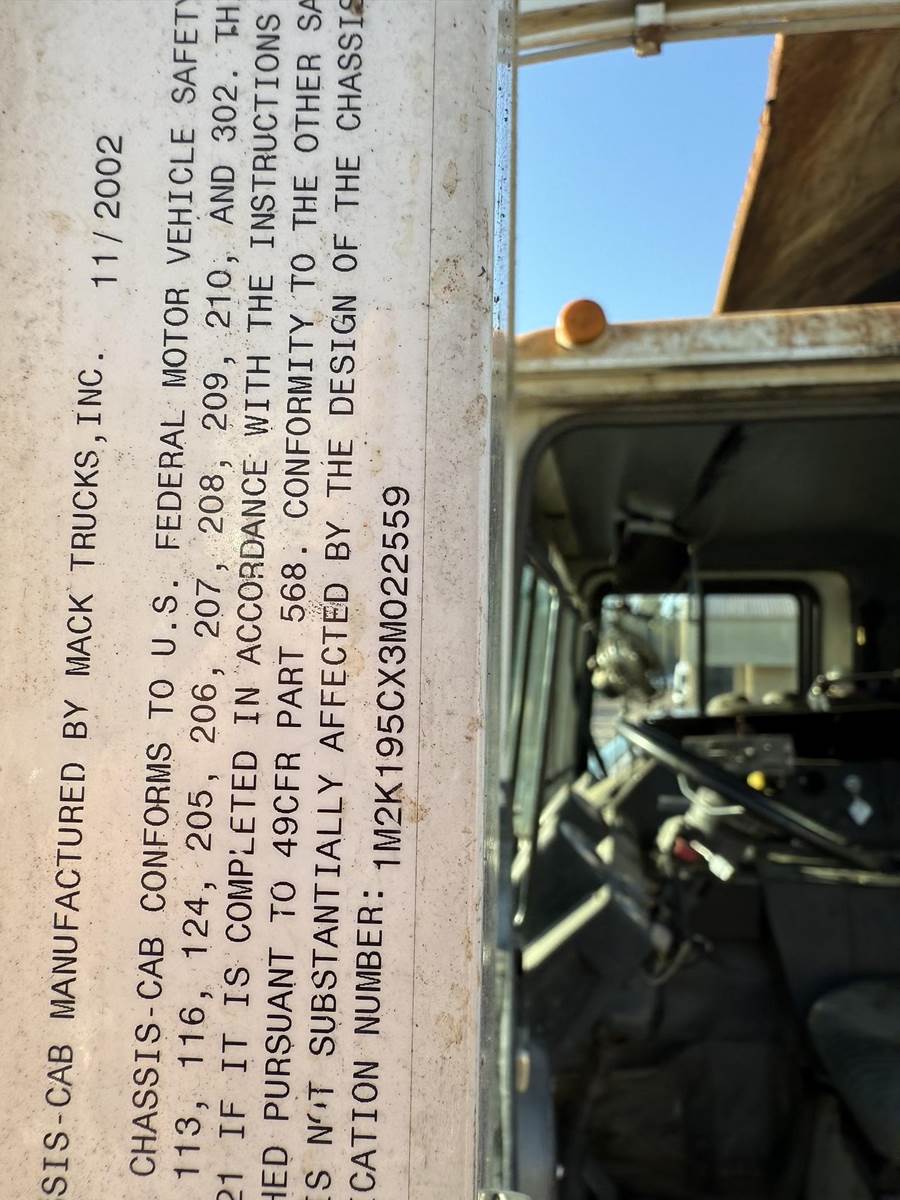 SIS-CAB MANUFACTURED BY MACK TRUCKS,INC. 11/2002
CHASSIS-CAB CONFORMS TO U.S. FEDERAL MOTOR VEHICLE SAFETY
113, 116, 124, 205, 206, 207, 208, 209, 210, AND 302. TH
21 IF IT IS COMPLETED IN ACCORDANCE WITH THE INSTRUCTIONS
HED PURSUANT TO 49CFR PART 568. CONFORMITY TO THE OTHER SA
IS NOT SUBSTANTIALLY AFFECTED BY THE DESIGN OF THE CHASSIS
CATION NUMBER: 1M2K195CX3M022559